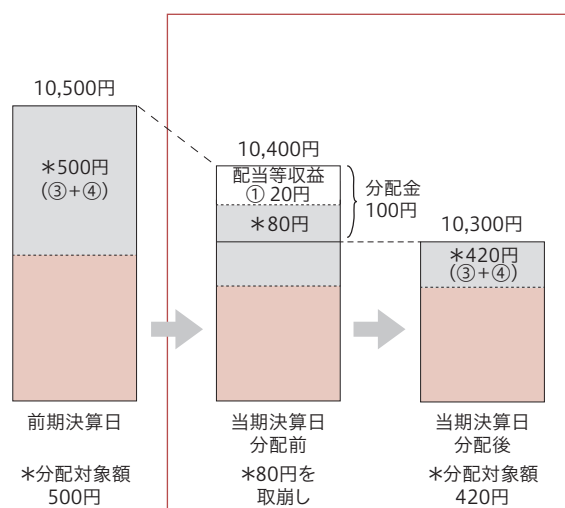 10,500円
＊500円
(③＋④)
10,400円
配当等収益
① 20円
＊80円
分配金
100円
10,300円
＊420円
(③＋④)
前期決算日
当期決算日
分配前
当期決算日
分配後
＊分配対象額
500円
＊80円を
取崩し
＊分配対象額
420円